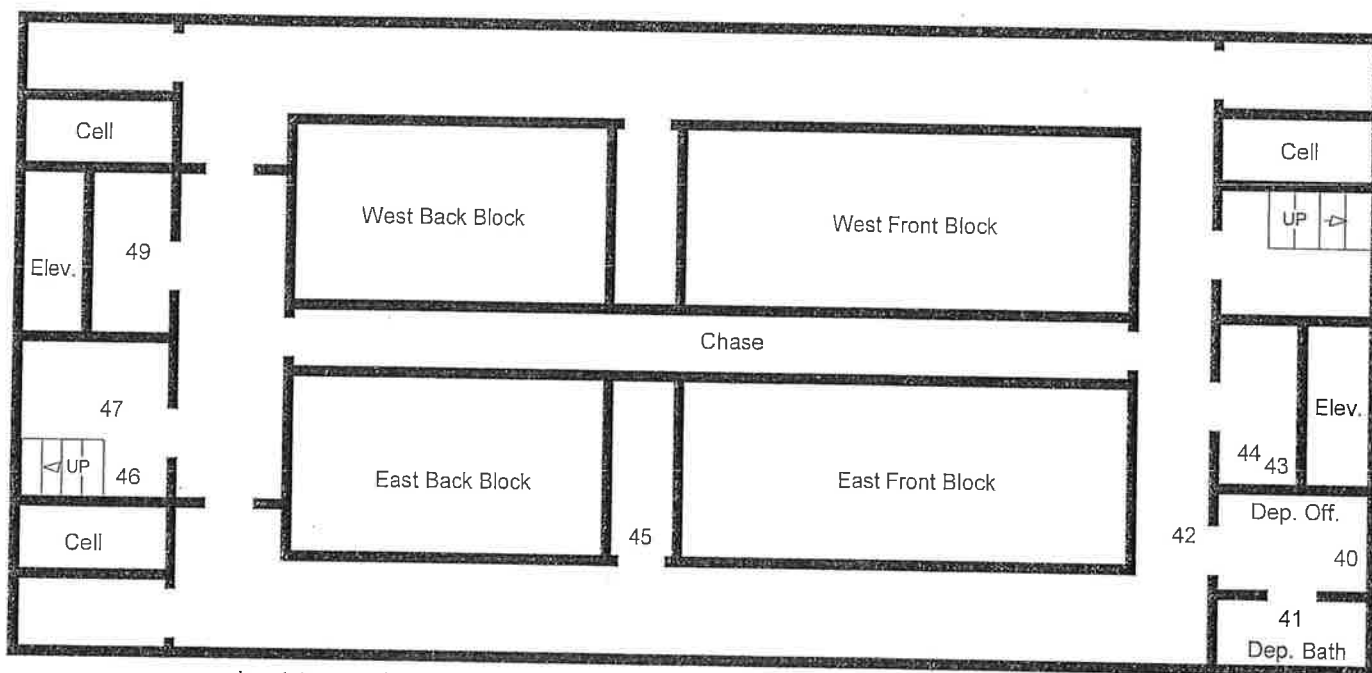 Cell
Cell
UP
West Back Block
West Front Block
49
Elev.
Chase
47
Elev.
UP
46
East Back Block
East Front Block
44
43
Dep. Off.
45
42
40
Cell
41
Dep. Bath